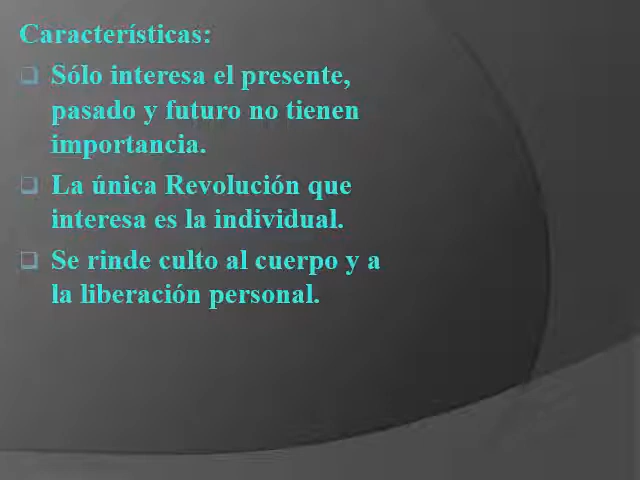 Características:
Sólo interesa el presente,
pasado y futuro no tienen
importancia.
La única Revolución que
interesa es la individual.
Se rinde culto al cuerpo y a
la liberación personal.